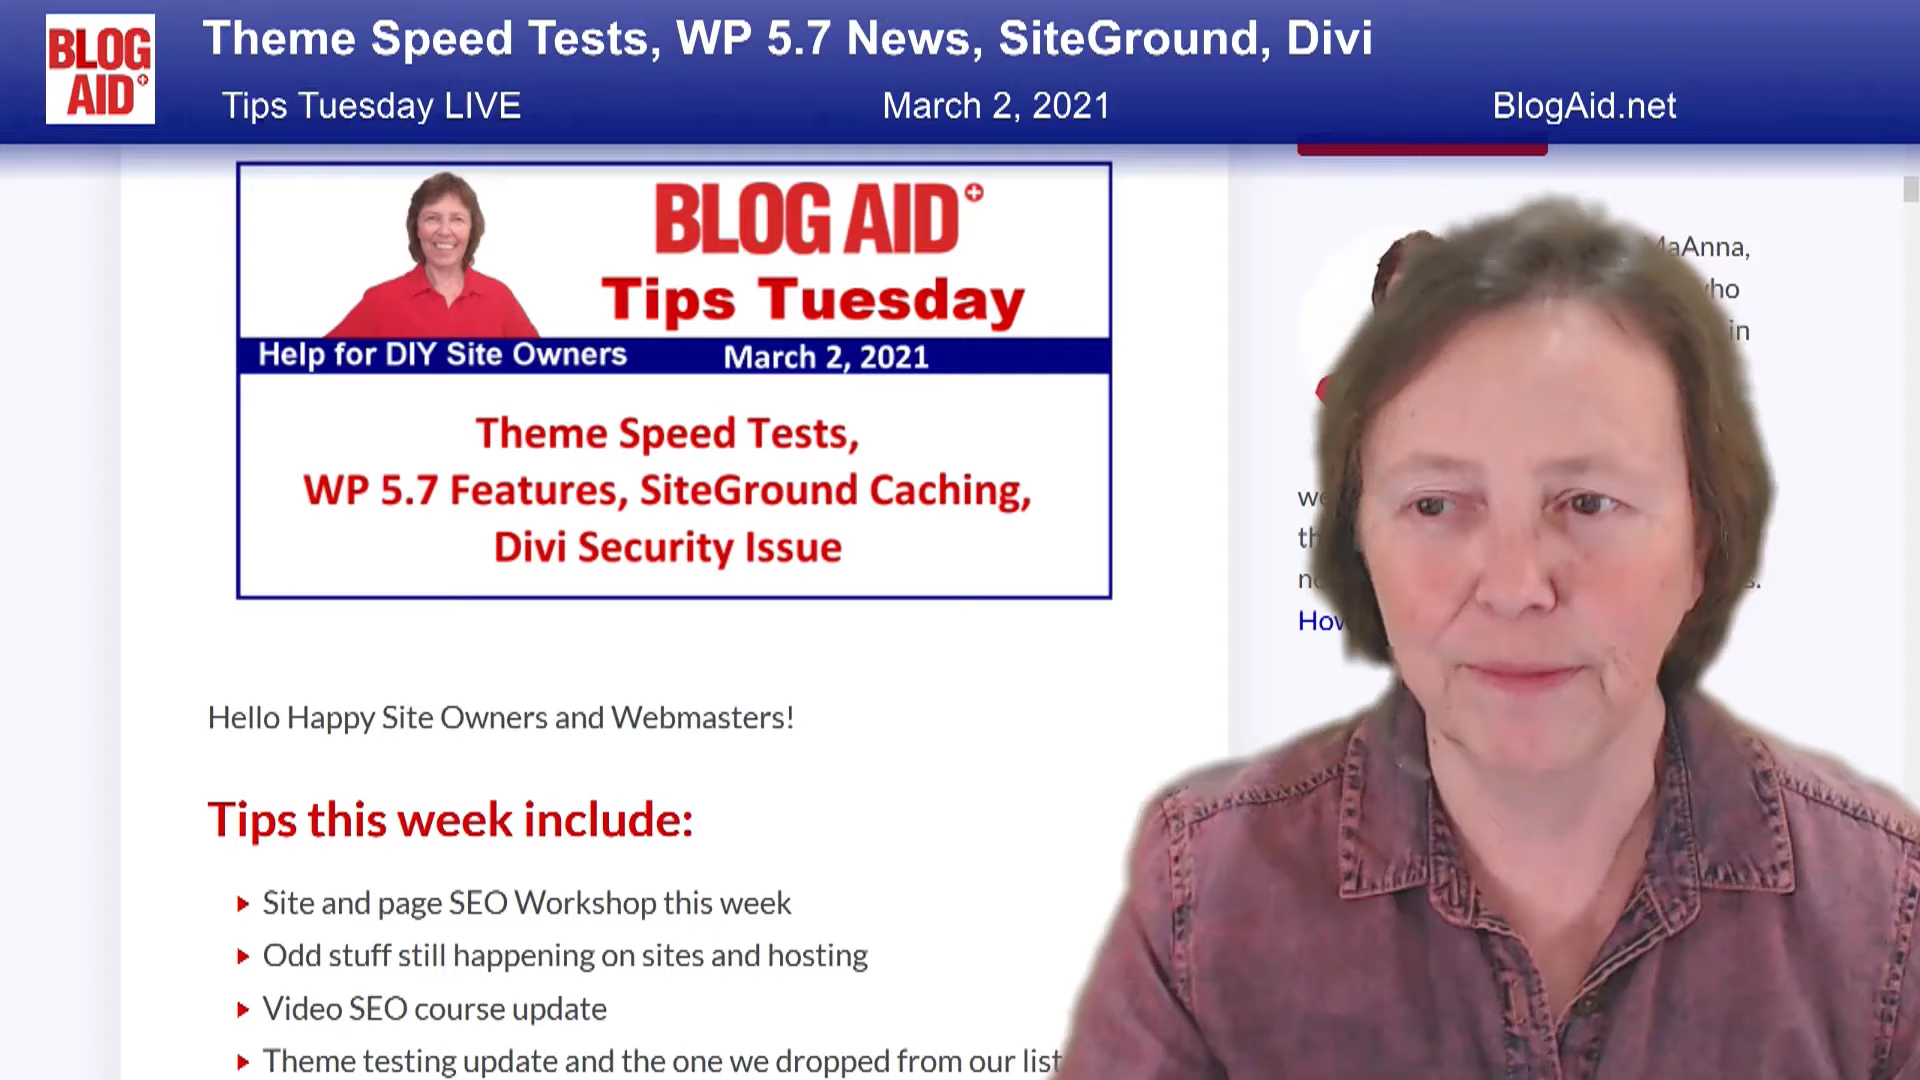 BLOG
AID
Theme Speed Tests, WP 5.7 News, SiteGround, Divi
Tips Tuesday LIVE
March 2, 2021
BlogAid.net
BLOG AID
Tips Tuesday
Help for DIY Site Owners
March 2, 2021
Theme Speed Tests,
WP 5.7 Features, SiteGround Caching,
Divi Security Issue
Hello Happy Site Owners and Webmasters!
Tips this week include:
Site and page SEO Workshop this week
Odd stuff still happening on sites and hosting
Video SEO course update
Theme testing update and the one we dropped from our list
in